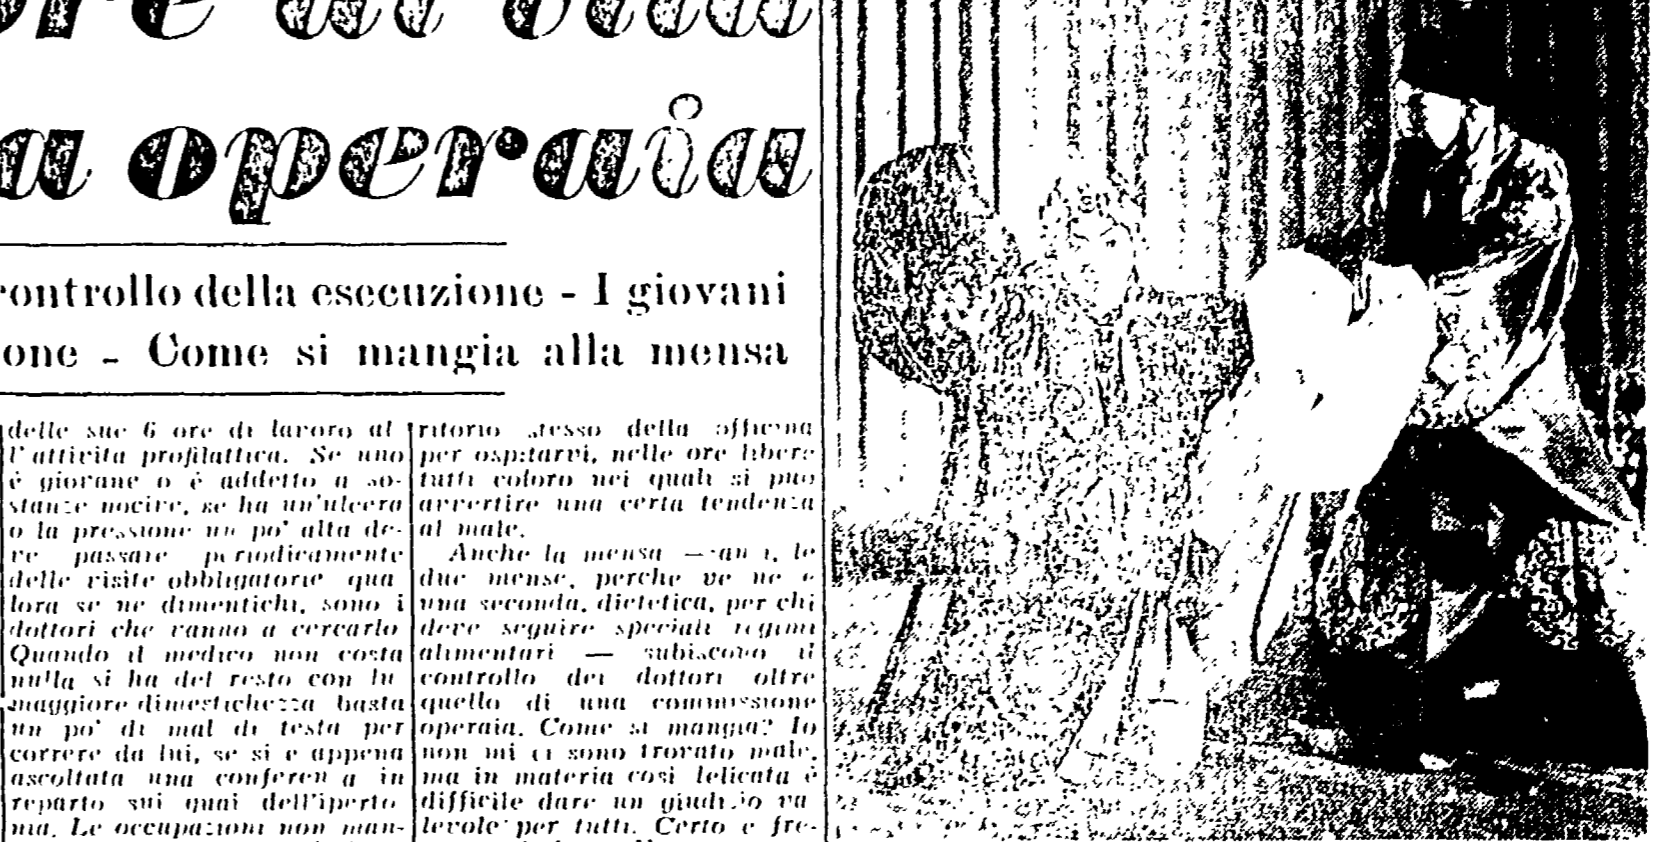 a operaia
controllo della esecuzione - I giovani
one - Come si mangia alla mensa
delle sue 6 ore di lavoro al
l'attività profilattica. Se uno
è giovane o è addetto a so-
stanze nocive, se ha un'ulcera
o la pressione un po' alta de-
ve passare periodicamente
delle visite obbligatorie qua
lora se ne dimentichi, sono i
dottori che vanno a cercarlo
Quando il medico non costa
nulla si ha del resto con lui
maggiore dimestichezza basta
un po' di mal di testa per
correre da lui, se si è appena
ascoltata una conferenza in
reparto sui guai dell'iperto
nia. Le occupazioni non man-
ritorio stesso della officina
per ospitarvi, nelle ore libere
tutti coloro nei quali si può
avvertire una certa tendenza
al male.
Anche la mensa — anzi, le
due mense, perche ve ne è
una seconda, dietetica, per chi
deve seguire speciali regimi
alimentari — subiscono il
controllo dei dottori oltre
quello di una commissione
operaia. Come si mangia? Io
non mi ci sono trovato male,
ma in materia così delicata è
difficile dare un giudizio va
levole per tutti. Certo e fre-